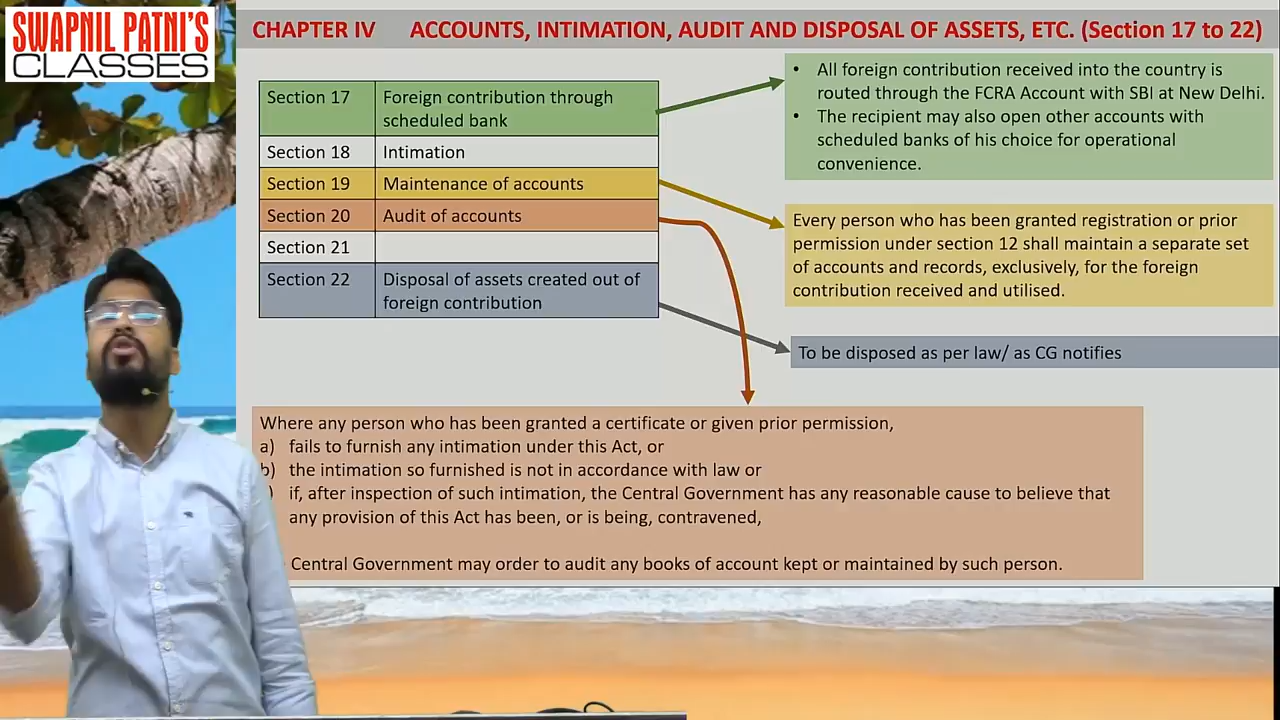 SWAPNIL PATNI'S
CLASSES
CHAPTER IV ACCOUNTS, INTIMATION, AUDIT AND DISPOSAL OF ASSETS, ETC. (Section 17 to 22)
Section 17 Foreign contribution through
scheduled bank
Section 18 Intimation
Section 19 Maintenance of accounts
Section 20 Audit of accounts
Section 21
Section 22 Disposal of assets created out of
foreign contribution
• All foreign contribution received into the country is
routed through the FCRA Account with SBI at New Delhi.
• The recipient may also open other accounts with
scheduled banks of his choice for operational
convenience.
Every person who has been granted registration or prior
permission under section 12 shall maintain a separate set
of accounts and records, exclusively, for the foreign
contribution received and utilised.
To be disposed as per law/ as CG notifies
Where any person who has been granted a certificate or given prior permission,
a) fails to furnish any intimation under this Act, or
b) the intimation so furnished is not in accordance with law or
) if, after inspection of such intimation, the Central Government has any reasonable cause to believe that
any provision of this Act has been, or is being, contravened,
Central Government may order to audit any books of account kept or maintained by such person.